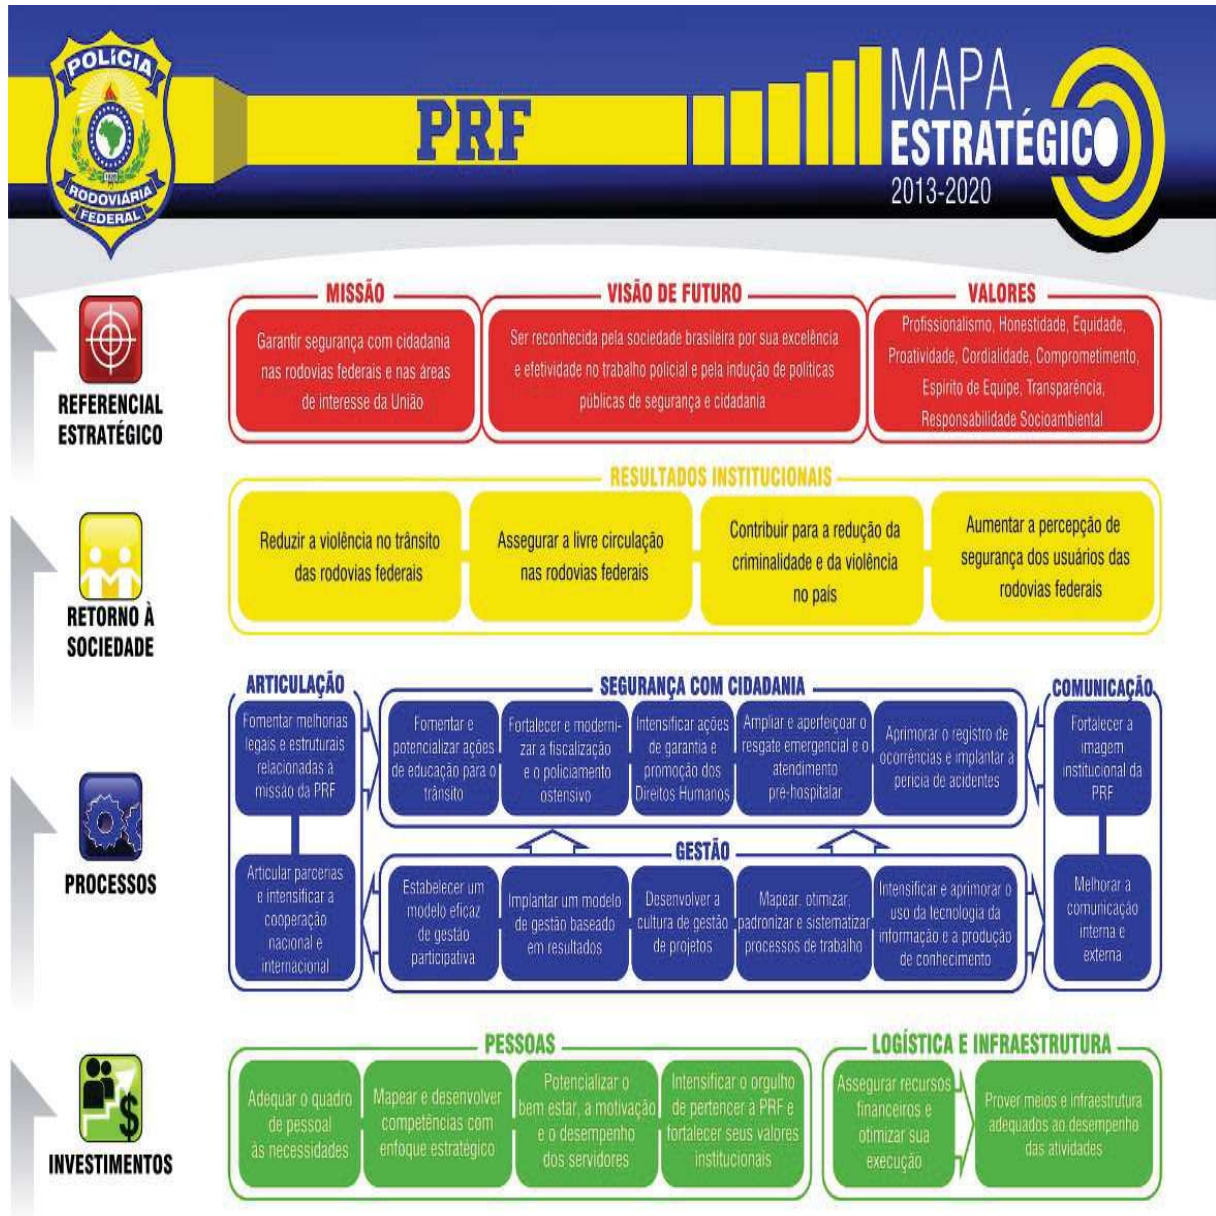 POLÍCIA
RODOVIÁRIA
FEDERAL
PRF
MAPA
ESTRATÉGICO
2013-2020
REFERENCIAL
ESTRATÉGICO
MISSÃO
Garantir segurança com cidadania
nas rodovias federais e nas áreas
de interesse da União
VISÃO DE FUTURO
Ser reconhecida pela sociedade brasileira por sua excelência
e efetividade no trabalho policial e pela indução de políticas
públicas de segurança e cidadania
VALORES
Profissionalismo, Honestidade, Equidade,
Proatividade, Cordialidade, Comprometimento,
Espírito de Equipe, Transparência,
Responsabilidade Socioambiental
RETORNO À
SOCIEDADE
RESULTADOS INSTITUCIONAIS
Reduzir a violência no trânsito
das rodovias federais
Assegurar a livre circulação
nas rodovias federais
Contribuir para a redução da
criminalidade e da violência
no país
Aumentar a percepção de
segurança dos usuários das
rodovias federais
PROCESSOS
ARTICULAÇÃO
Fomentar melhorias
legais e estruturais
relacionadas à
missão da PRF
Articular parcerias
e intensificar a
cooperação
nacional e
internacional
SEGURANÇA COM CIDADANIA
Fomentar e
potencializar ações
de educação para o
trânsito
Fortalecer e moderni-
zar a fiscalização
e o policiamento
ostensivo
Intensificar ações
de garantia e
promoção dos
Direitos Humanos
Ampliar e aperfeiçoar o
resgate emergencial e o
atendimento
pré-hospitalar
Aprimorar o registro de
ocorrências e implantar a
perícia de acidentes
GESTÃO
Estabelecer um
modelo eficaz
de gestão
participativa
Implantar um modelo
de gestão baseado
em resultados
Desenvolver a
cultura de gestão
de projetos
Mapear, otimizar,
padronizar e sistematizar
processos de trabalho
Intensificar e aprimorar o
uso da tecnologia da
informação e a produção
de conhecimento
COMUNICAÇÃO
Fortalecer a
imagem
institucional da
PRF
Melhorar a
comunicação
interna e
externa
INVESTIMENTOS
PESSOAS
Adequar o quadro
de pessoal
às necessidades
Mapear e desenvolver
competências com
enfoque estratégico
Potencializar o
bem estar, a motivação
e o desempenho
dos servidores
Intensificar o orgulho
de pertencer à PRF e
fortalecer seus valores
institucionais
LOGÍSTICA E INFRAESTRUTURA
Assegurar recursos
financeiros e
otimizar sua
execução
Prover meios e infraestrutura
adequados ao desempenho
das atividades